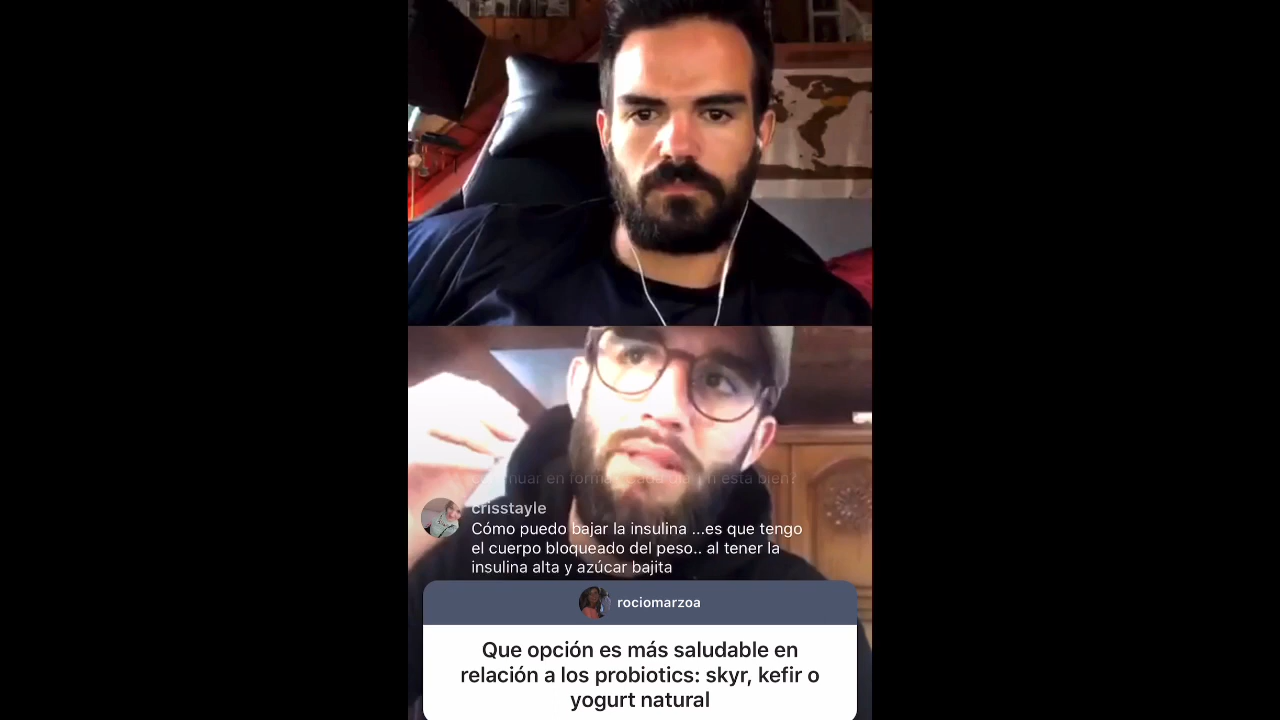 crisstayle
Cómo puedo bajar la insulina ...es que tengo
el cuerpo bloqueado del peso.. al tener la
insulina alta y azúcar bajita
rociomarzoa
Que opción es más saludable en
relación a los probiotics: skyr, kefir o
yogurt natural